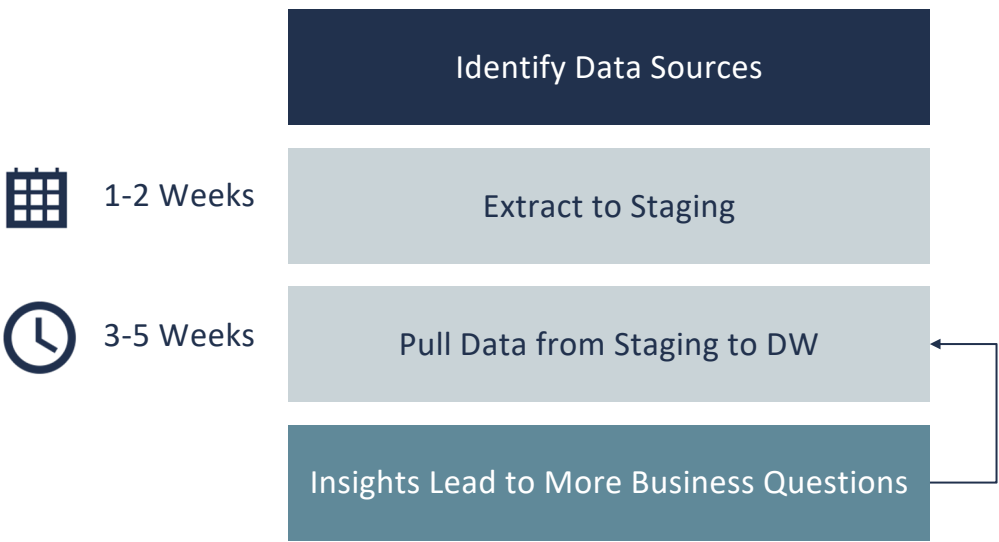 Identify Data Sources
1-2 Weeks
Extract to Staging
3-5 Weeks
Pull Data from Staging to DW
Insights Lead to More Business Questions